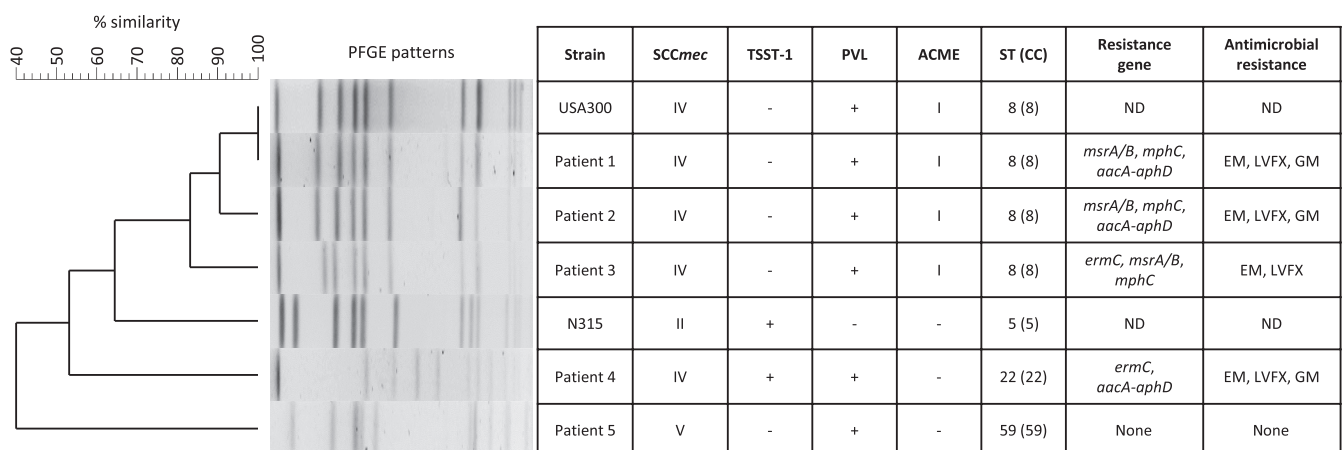 % similarity
40 50 60 70 80 90 100
PFGE patterns
Strain SCCmec TSST-1 PVL ACME ST (CC) Resistance gene Antimicrobial resistance
USA300 IV - + I 8 (8) ND ND
Patient 1 IV - + I 8 (8) msrA/B, mphC, aacA-aphD EM, LVFX, GM
Patient 2 IV - + I 8 (8) msrA/B, mphC, aacA-aphD EM, LVFX, GM
Patient 3 IV - + I 8 (8) ermC, msrA/B, mphC EM, LVFX
N315 II + - - 5 (5) ND ND
Patient 4 IV + + - 22 (22) ermC, aacA-aphD EM, LVFX, GM
Patient 5 V - + - 59 (59) None None